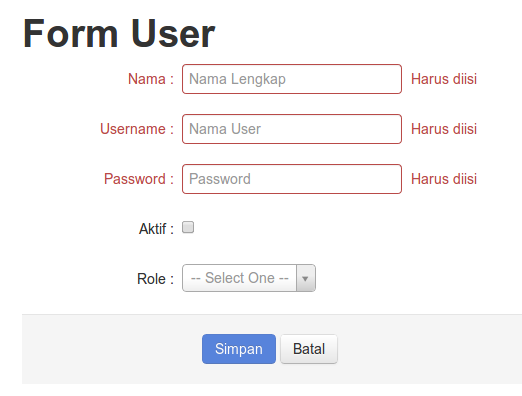 Form User
Nama : Nama Lengkap Harus diisi
Username : Nama User Harus diisi
Password : Password Harus diisi
Aktif :
Role : -- Select One --
Simpan Batal